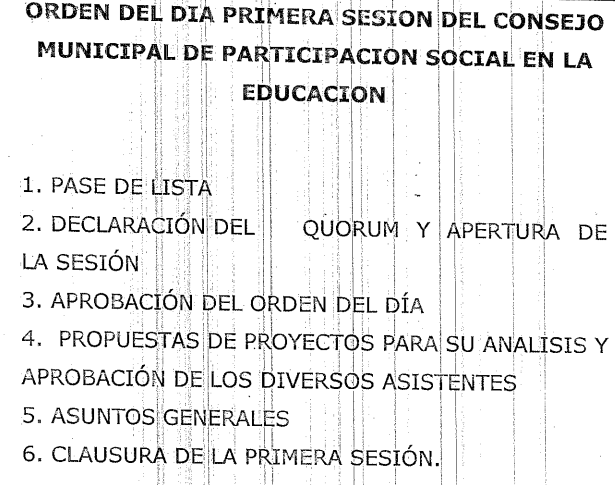 ORDEN DEL DIA PRIMERA SESION DEL CONSEJO
MUNICIPAL DE PARTICIPACION SOCIAL EN LA
EDUCACION
1. PASE DE LISTA
2. DECLARACIÓN DEL QUORUM Y APERTURA DE
LA SESIÓN
3. APROBACIÓN DEL ORDEN DEL DÍA
4. PROPUESTAS DE PROYECTOS PARA SU ANALISIS Y
APROBACIÓN DE LOS DIVERSOS ASISTENTES
5. ASUNTOS GENERALES
6. CLAUSURA DE LA PRIMERA SESIÓN.